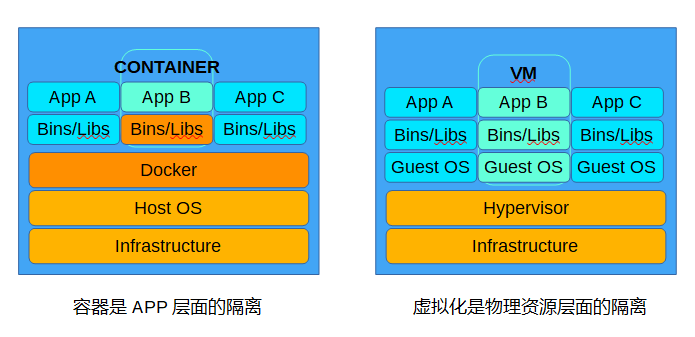 CONTAINER
App A App B App C
Bins/Libs Bins/Libs Bins/Libs
Docker
Host OS
Infrastructure
容器是 APP 层面的隔离
VM
App A App B App C
Bins/Libs Bins/Libs Bins/Libs
Guest OS Guest OS Guest OS
Hypervisor
Infrastructure
虚拟化是物理资源层面的隔离